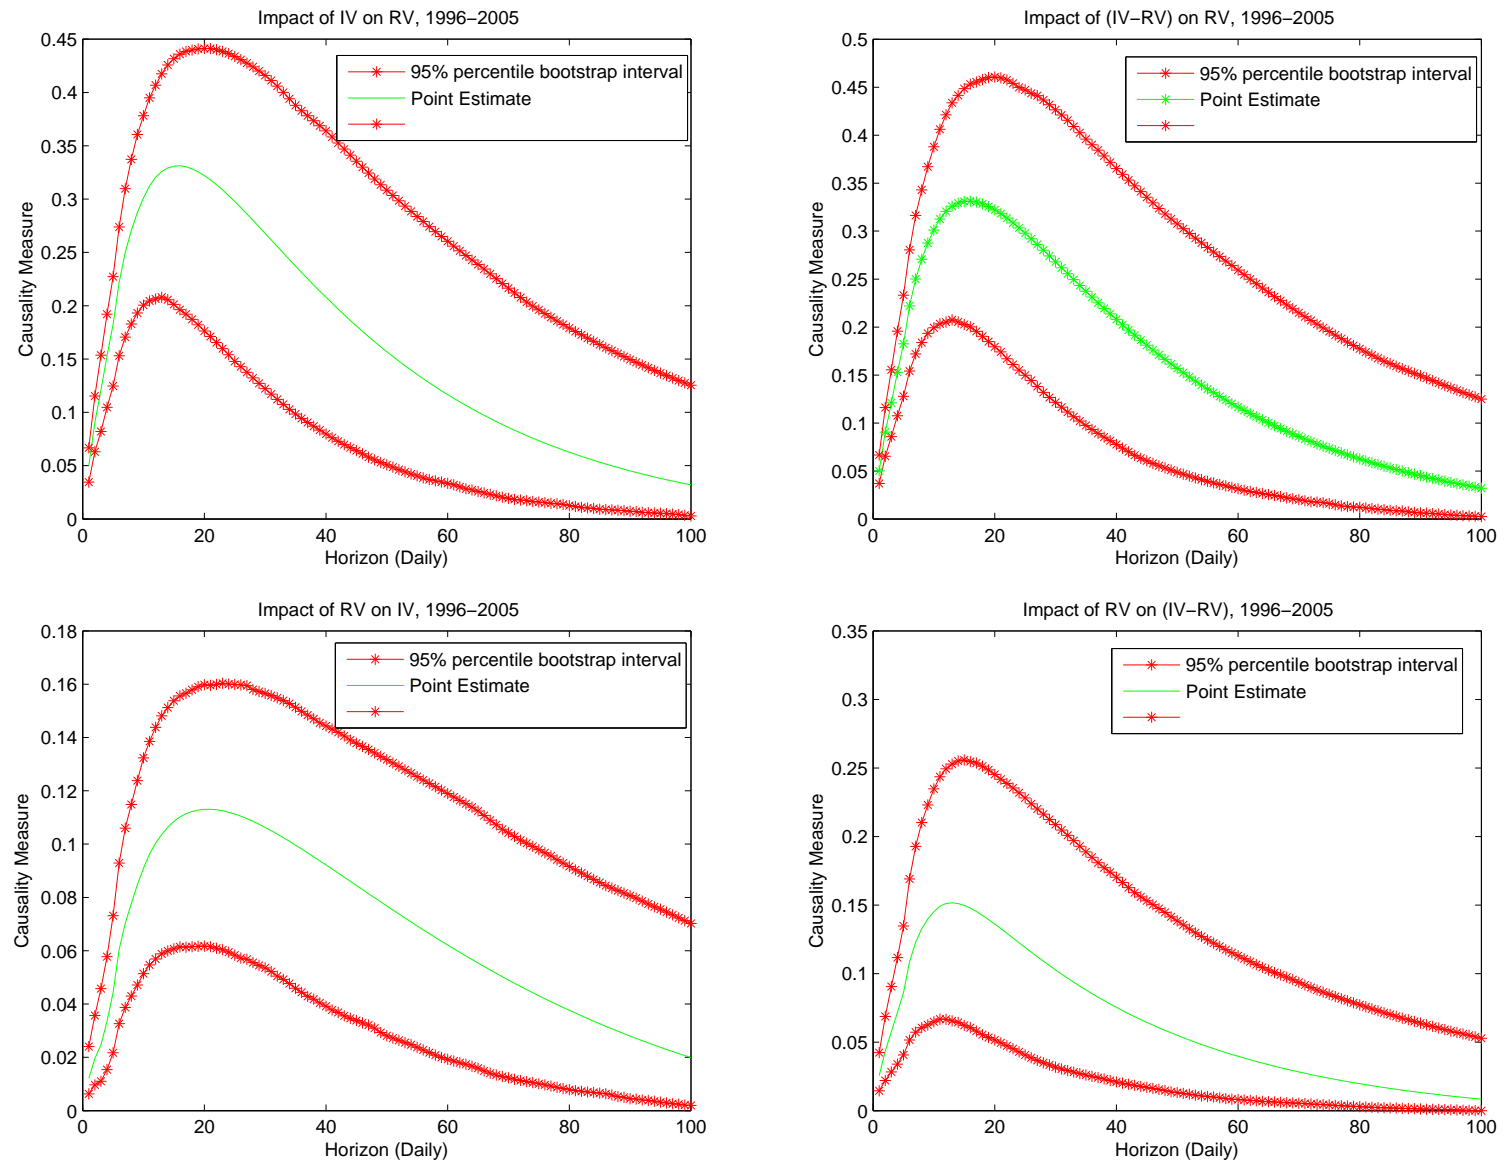 Impact of IV on RV, 1996−2005
0.45
0.4
0.35
0.3
0.25
0.2
0.15
0.1
0.05
0
Causality Measure
95% percentile bootstrap interval
Point Estimate
0 20 40 60 80 100
Horizon (Daily)
Impact of (IV−RV) on RV, 1996−2005
0.5
0.45
0.4
0.35
0.3
0.25
0.2
0.15
0.1
0.05
0
Causality Measure
95% percentile bootstrap interval
Point Estimate
0 20 40 60 80 100
Horizon (Daily)
Impact of RV on IV, 1996−2005
0.18
0.16
0.14
0.12
0.1
0.08
0.06
0.04
0.02
0
Causality Measure
95% percentile bootstrap interval
Point Estimate
0 20 40 60 80 100
Horizon (Daily)
Impact of RV on (IV−RV), 1996−2005
0.35
0.3
0.25
0.2
0.15
0.1
0.05
0
Causality Measure
95% percentile bootstrap interval
Point Estimate
0 20 40 60 80 100
Horizon (Daily)